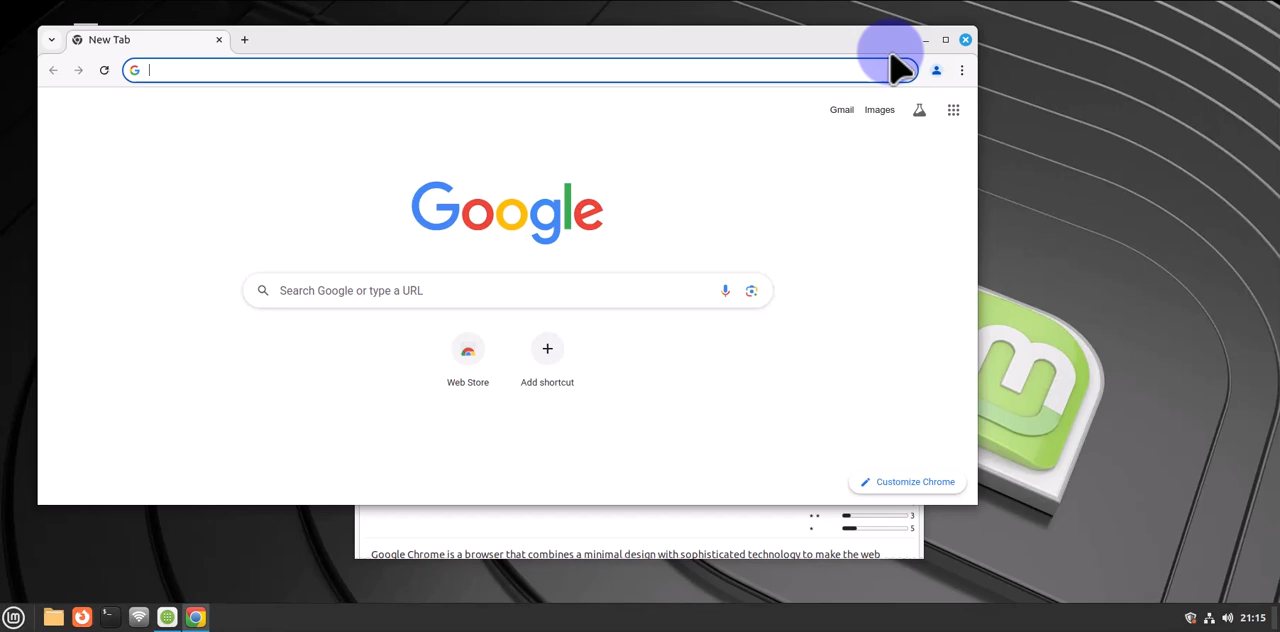 New Tab
Gmail Images
Google
Search Google or type a URL
Web Store Add shortcut
Customize Chrome
3
5
Google Chrome is a browser that combines a minimal design with sophisticated technology to make the web
21:15